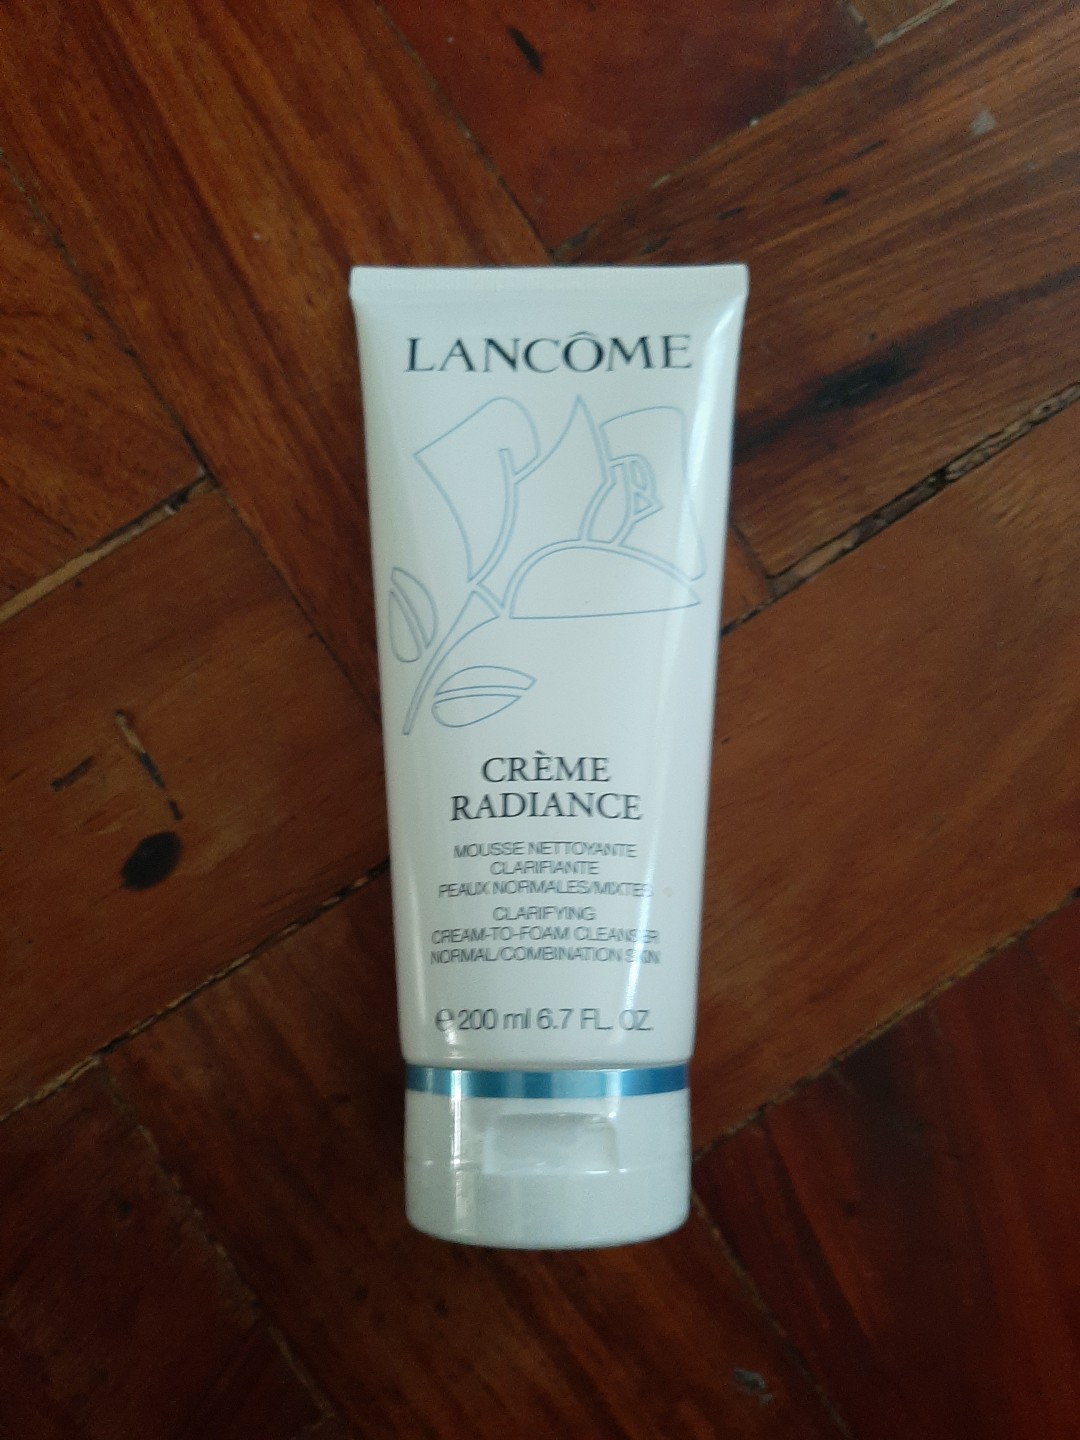 LANCÔME
CRÈME
RADIANCE
MOUSSE NETTOYANTE
CLARIFIANTE
PEAUX NORMALES/MIXTES
CLARIFYING
CREAM-TO-FOAM CLEANSER
NORMAL/COMBINATION SKIN
℮ 200 ml 6.7 FL. OZ.